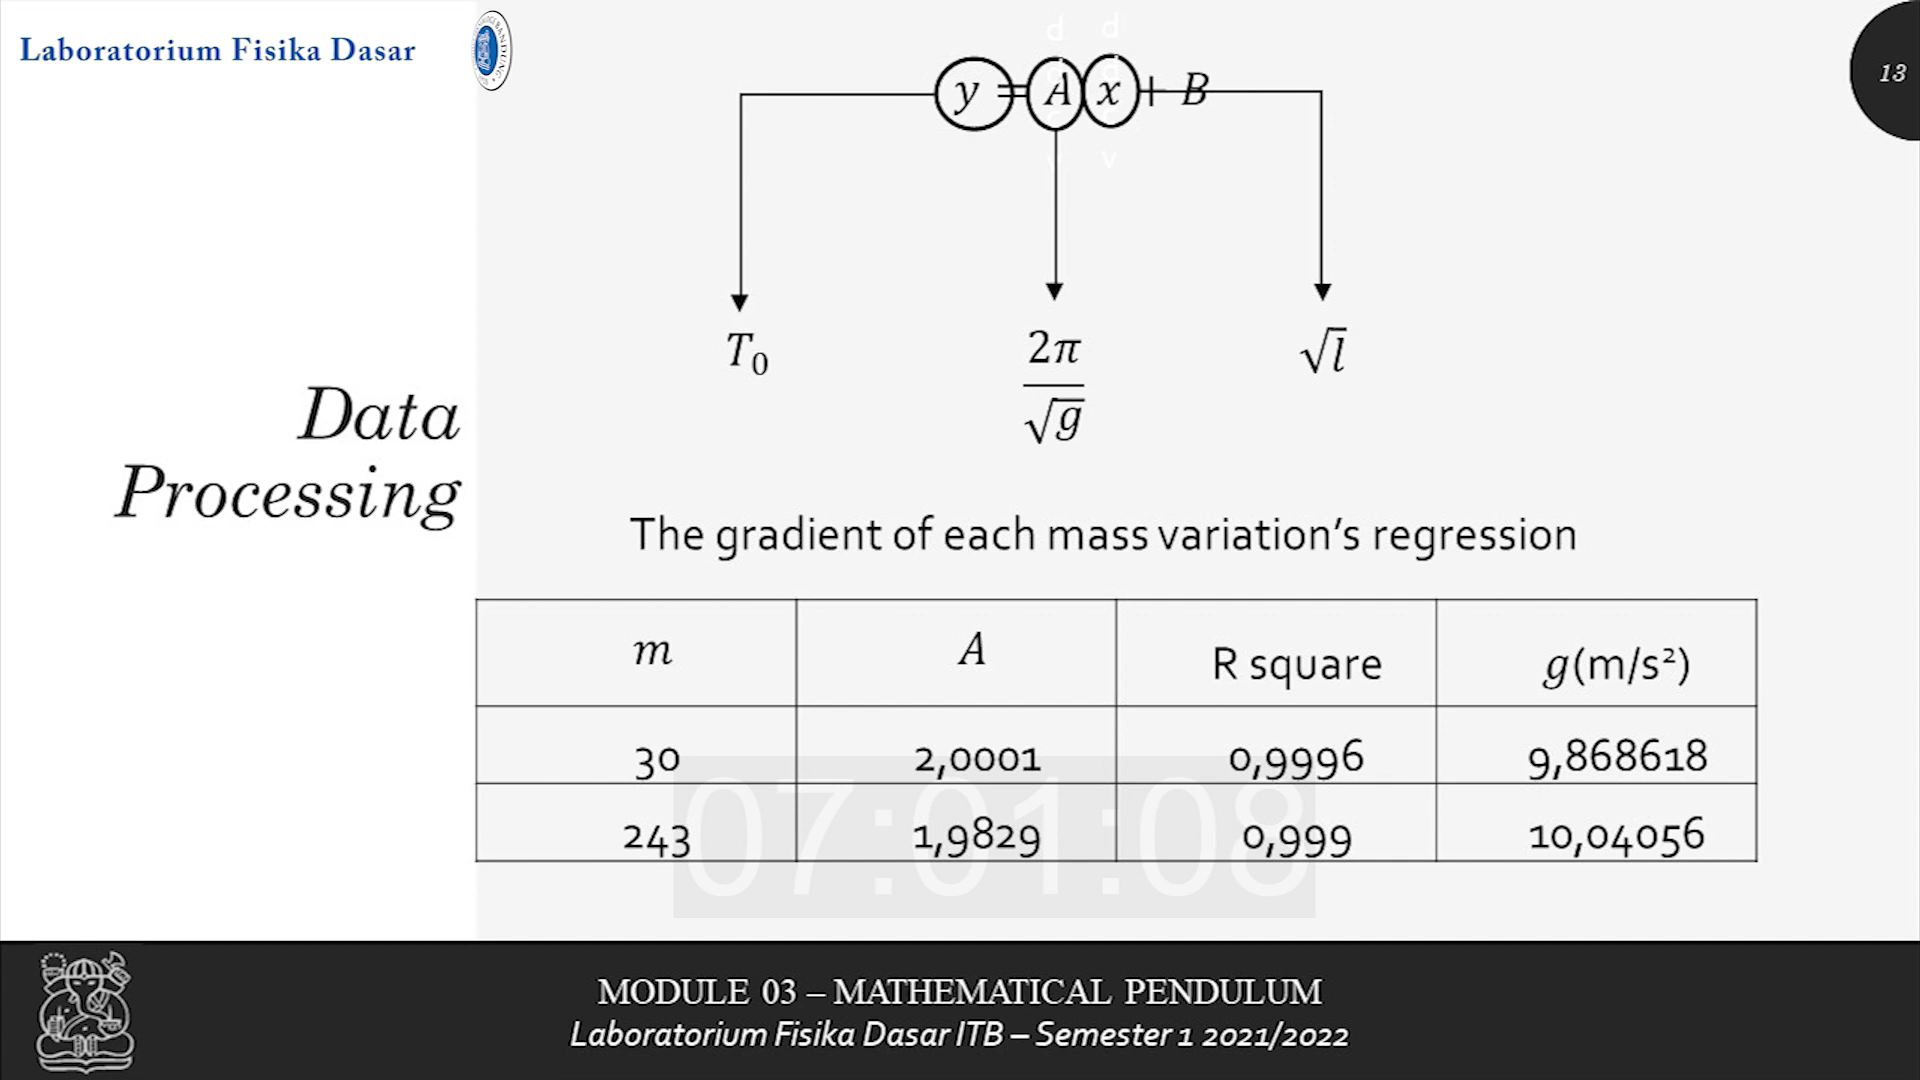 Laboratorium Fisika Dasar
13
d d
y = A x + B
v
T₀
2π
√g
√l
Data
Processing
The gradient of each mass variation's regression
m A R square g(m/s²)
30 2,0001 0,9996 9,868618
243 1,9829 0,999 10,04056
07:01:08
MODULE 03 – MATHEMATICAL PENDULUM
Laboratorium Fisika Dasar ITB – Semester 1 2021/2022